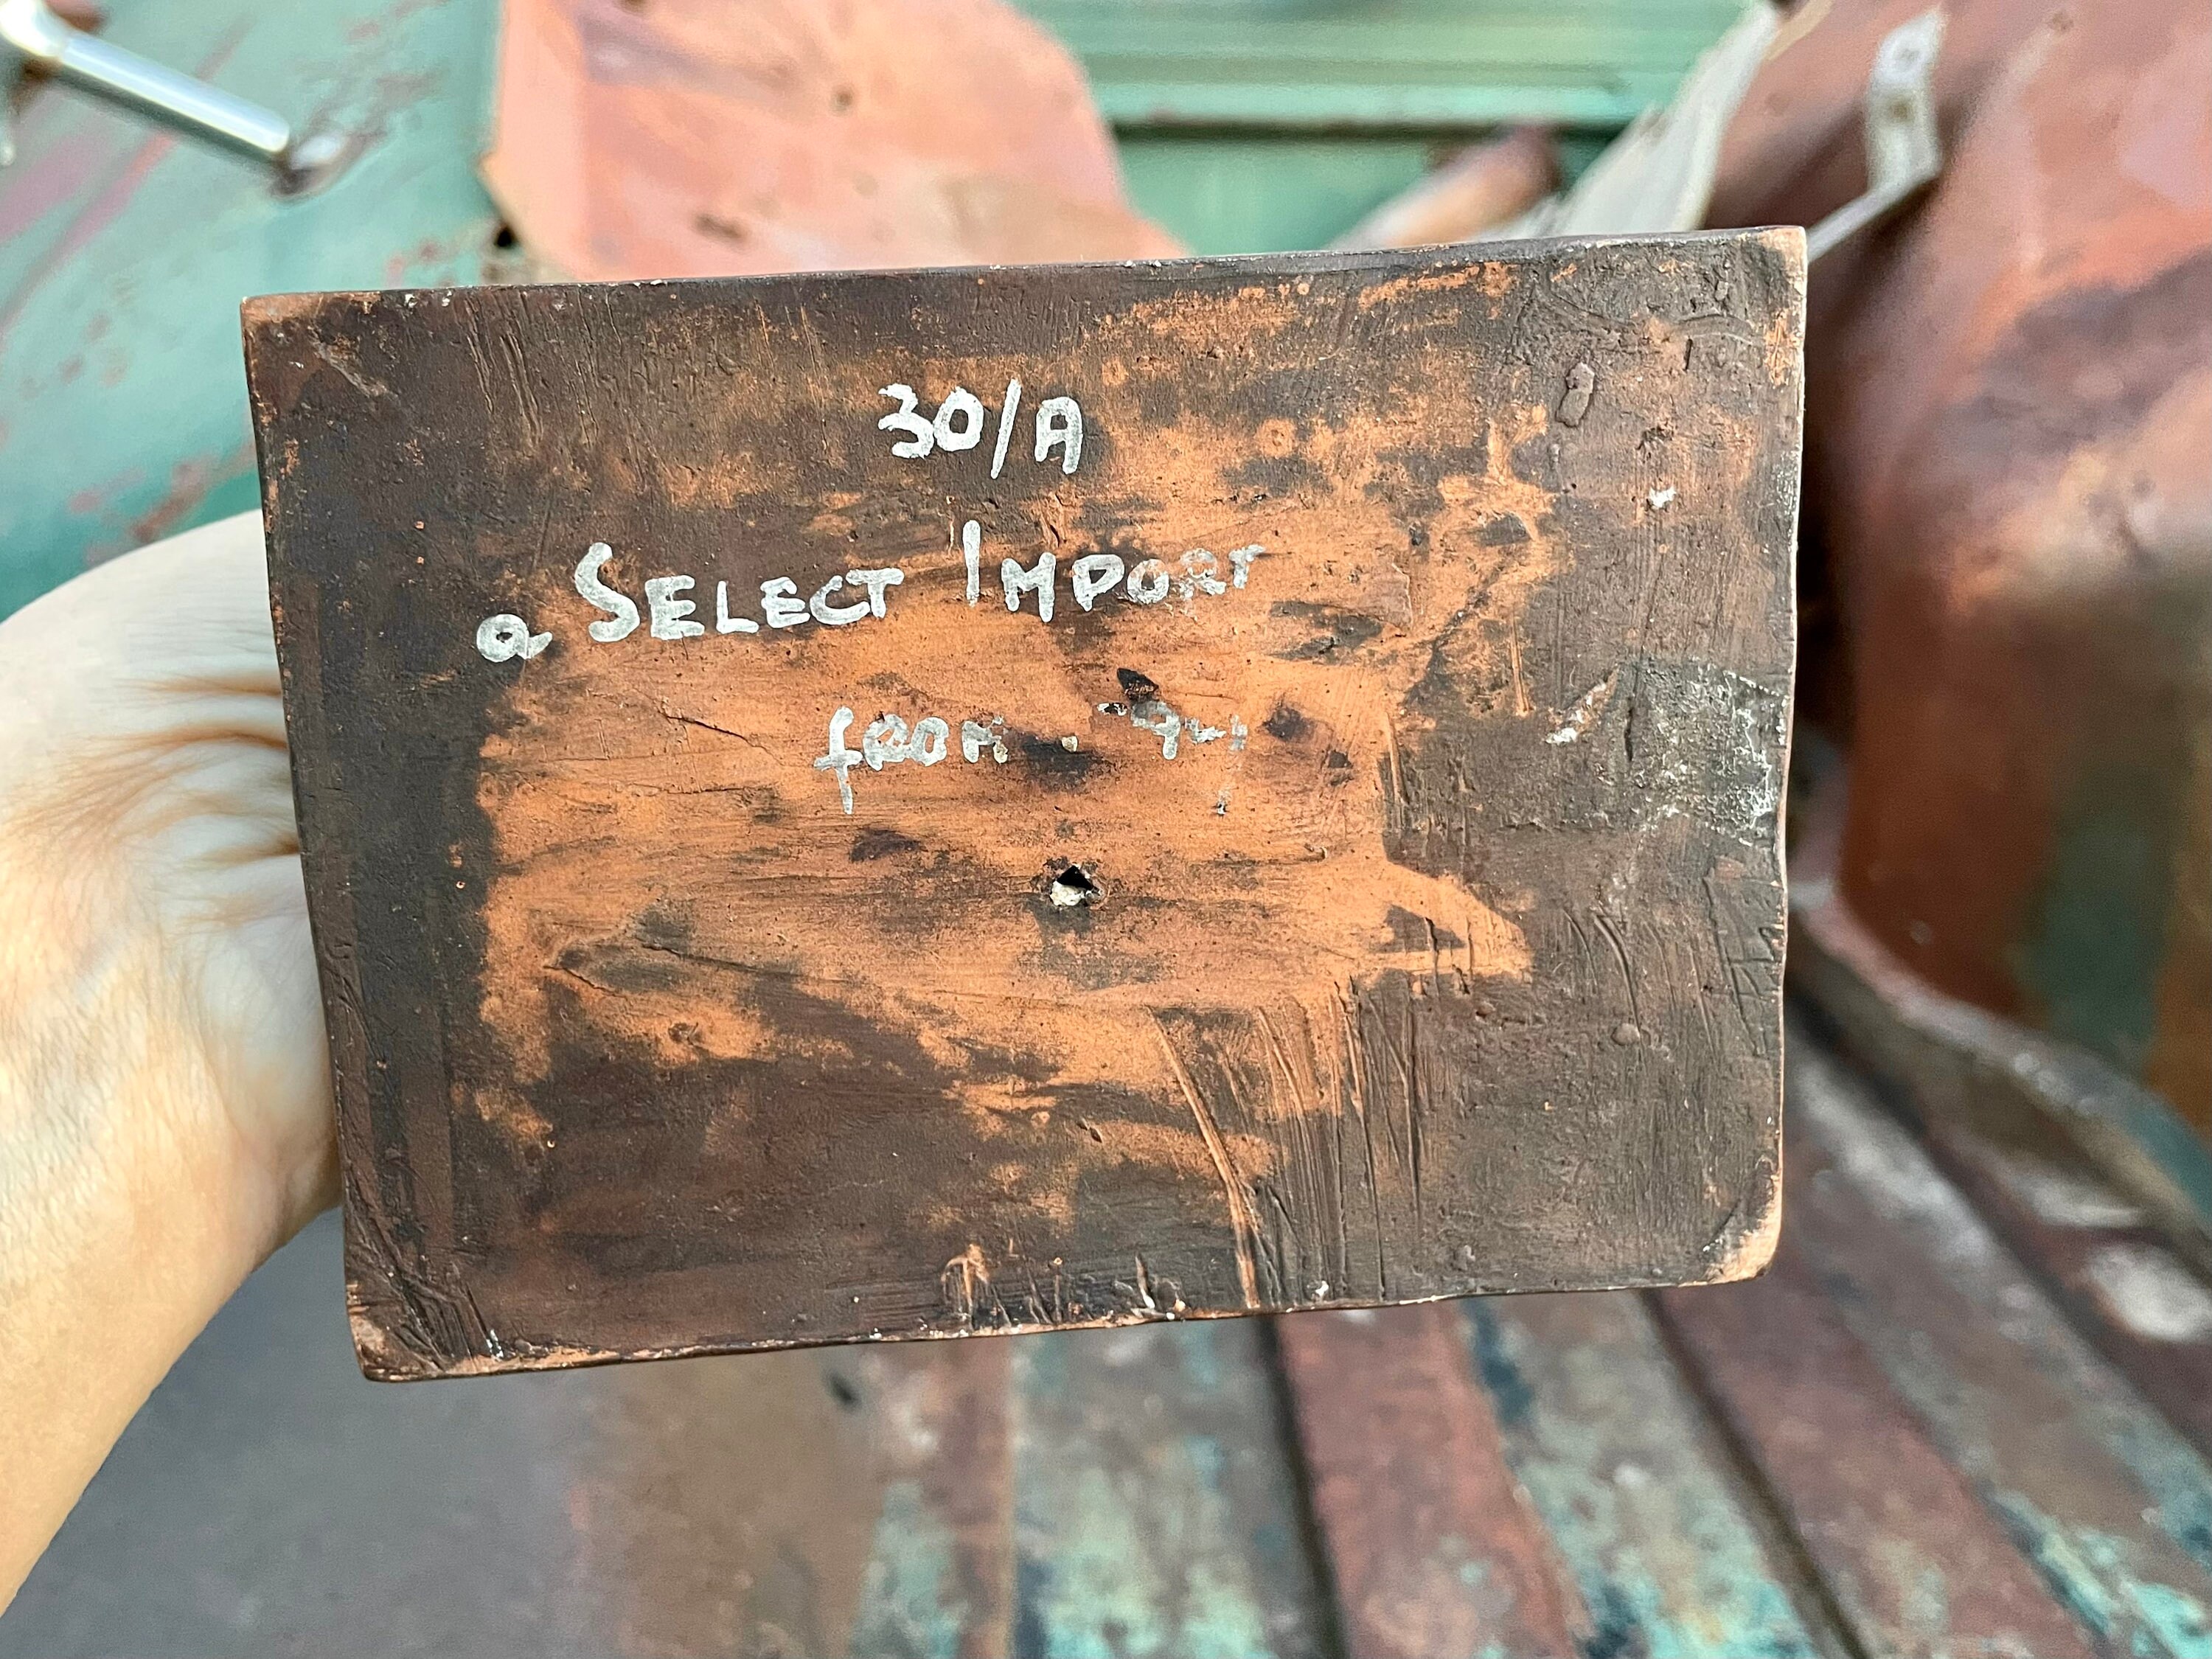 30/A
a SELECT IMPORT
from